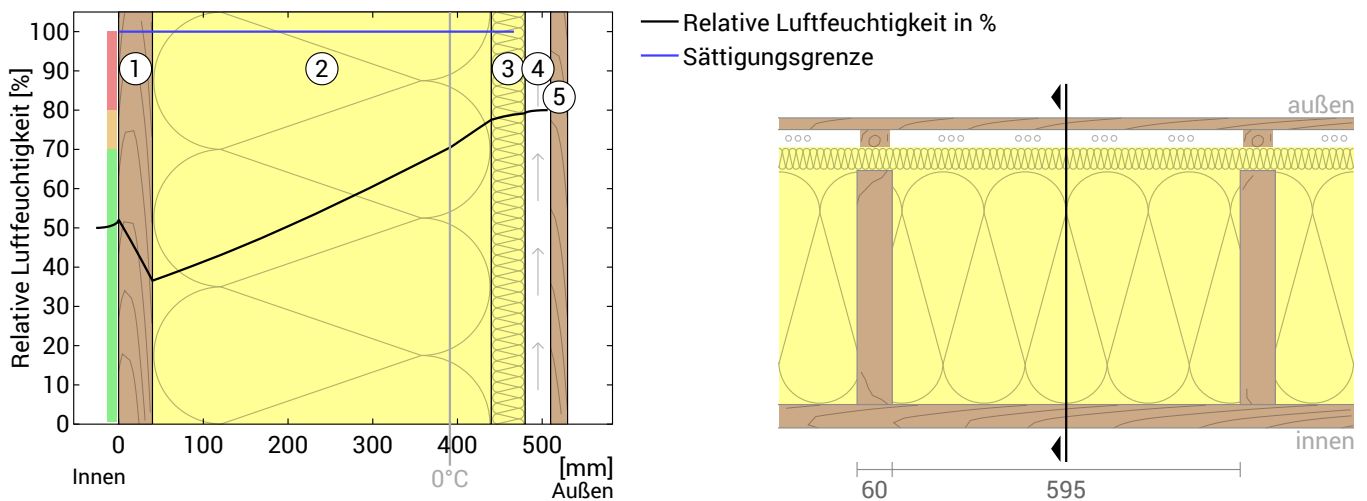 Relative Luftfeuchtigkeit [%]
100
90
80
70
60
50
40
30
20
10
0
1
2
3
4
5
0
100
200
300
400
500
[mm]
Innen
0°C
Außen
Relative Luftfeuchtigkeit in %
Sättigungsgrenze
außen
innen
60
595